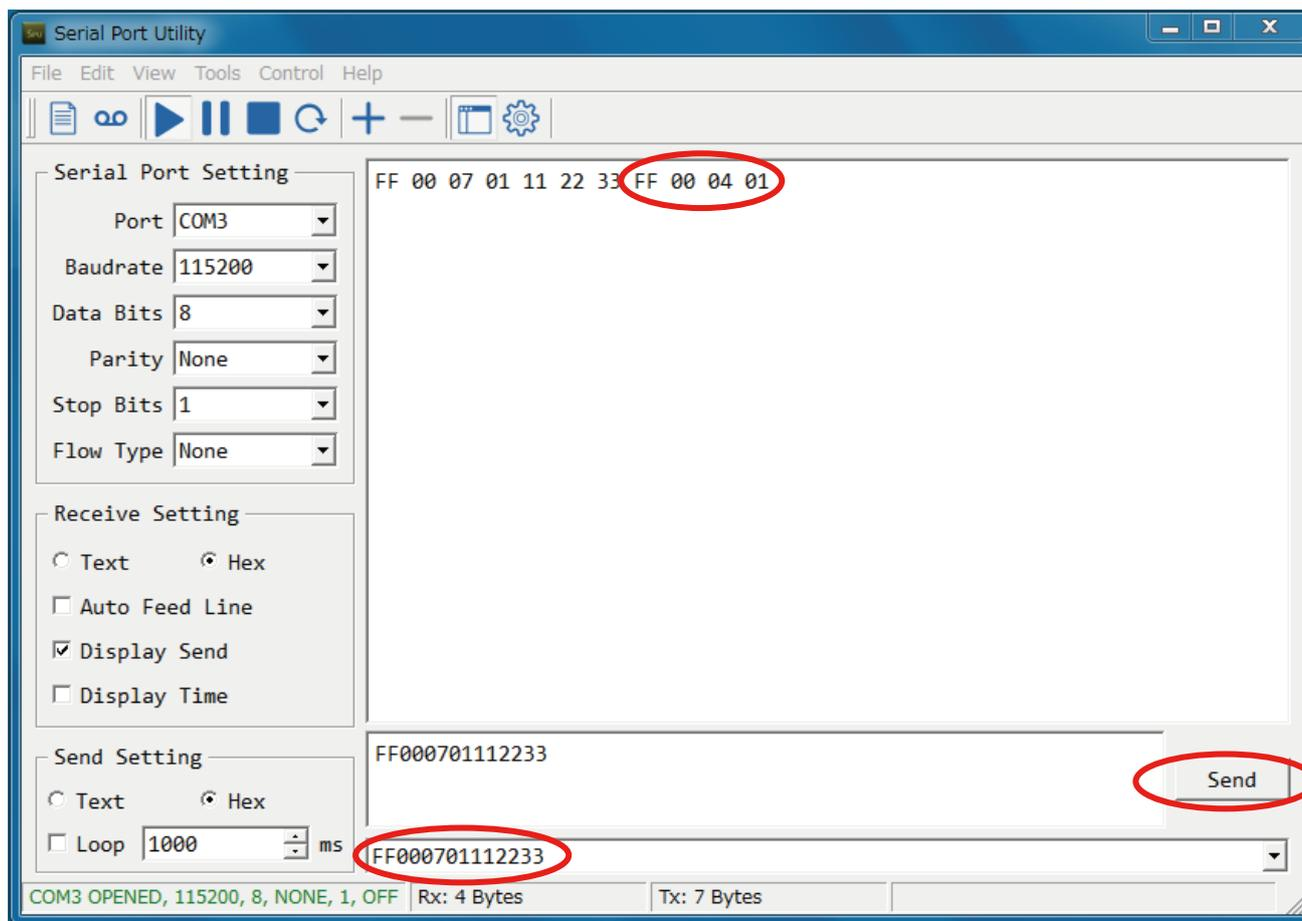 Serial Port Utility
File Edit View Tools Control Help
Serial Port Setting
Port COM3
Baudrate 115200
Data Bits 8
Parity None
Stop Bits 1
Flow Type None
Receive Setting
Text Hex
Auto Feed Line
Display Send
Display Time
Send Setting
Text Hex
Loop 1000 ms
FF 00 07 01 11 22 33 FF 00 04 01
FF000701112233
Send
FF000701112233
COM3 OPENED, 115200, 8, NONE, 1, OFF Rx: 4 Bytes Tx: 7 Bytes